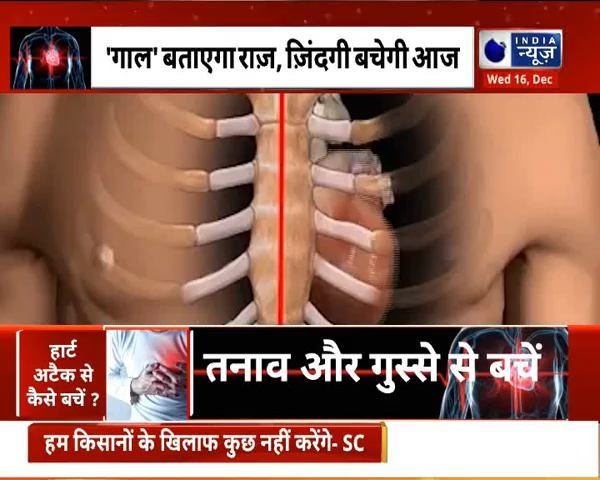 'गाल' बताएगा राज़, ज़िंदगी बचेगी आज
INDIA
न्यूज़
Wed 16, Dec
हार्ट
अटैक से
कैसे बचें ?
तनाव और गुस्से से बचें
हम किसानों के खिलाफ कुछ नहीं करेंगे- SC